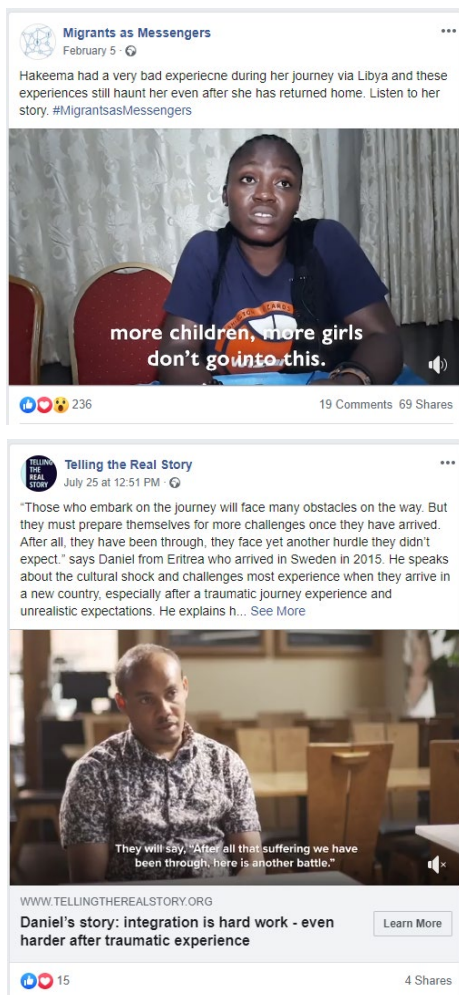 Migrants as Messengers
February 5 ·
Hakeema had a very bad experiecne during her journey via Libya and these
experiences still haunt her even after she has returned home. Listen to her
story. #MigrantsasMessengers
more children, more girls
don't go into this.
236
19 Comments 69 Shares
TELLING
THE
REAL
STORY
Telling the Real Story
July 25 at 12:51 PM ·
“Those who embark on the journey will face many obstacles on the way. But
they must prepare themselves for more challenges once they have arrived.
After all, they have been through, they face yet another hurdle they didn’t
expect.” says Daniel from Eritrea who arrived in Sweden in 2015. He speaks
about the cultural shock and challenges most experience when they arrive in
a new country, especially after a traumatic journey experience and
unrealistic expectations. He explains h... See More
They will say, "After all that suffering we have
been through, here is another battle."
WWW.TELLINGTHEREALSTORY.ORG
Daniel's story: integration is hard work - even
harder after traumatic experience
Learn More
15
4 Shares